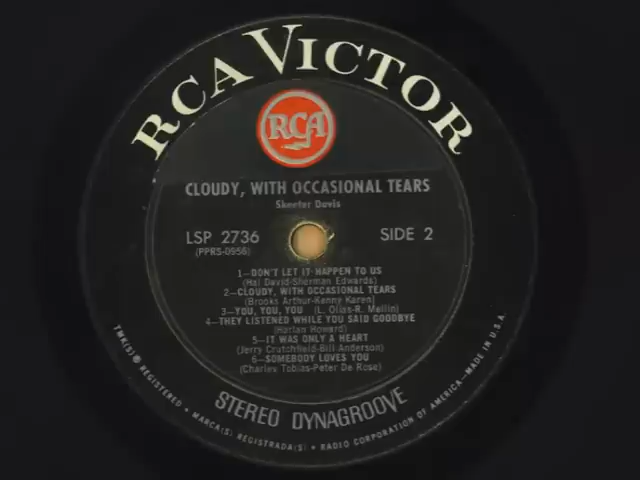 RCA VICTOR
RCA
CLOUDY, WITH OCCASIONAL TEARS
Skeeter Davis
LSP 2736 SIDE 2
(PPRS-0956)
1—DON'T LET IT HAPPEN TO US
(Hal David-Sherman Edwards)
2—CLOUDY, WITH OCCASIONAL TEARS
(Brooks Arthur-Kenny Karen)
3—YOU, YOU, YOU (L. Olias-R. Mellin)
4—THEY LISTENED WHILE YOU SAID GOODBYE
(Harlan Howard)
5—IT WAS ONLY A HEART
(Jerry Crutchfield-Bill Anderson)
6—SOMEBODY LOVES YOU
(Charles Tobias-Peter De Rose)
STEREO DYNAGROOVE
TMK(S) ® REGISTERED • MARCA(S) REGISTRADA(S) • RADIO CORPORATION OF AMERICA—MADE IN U.S.A.